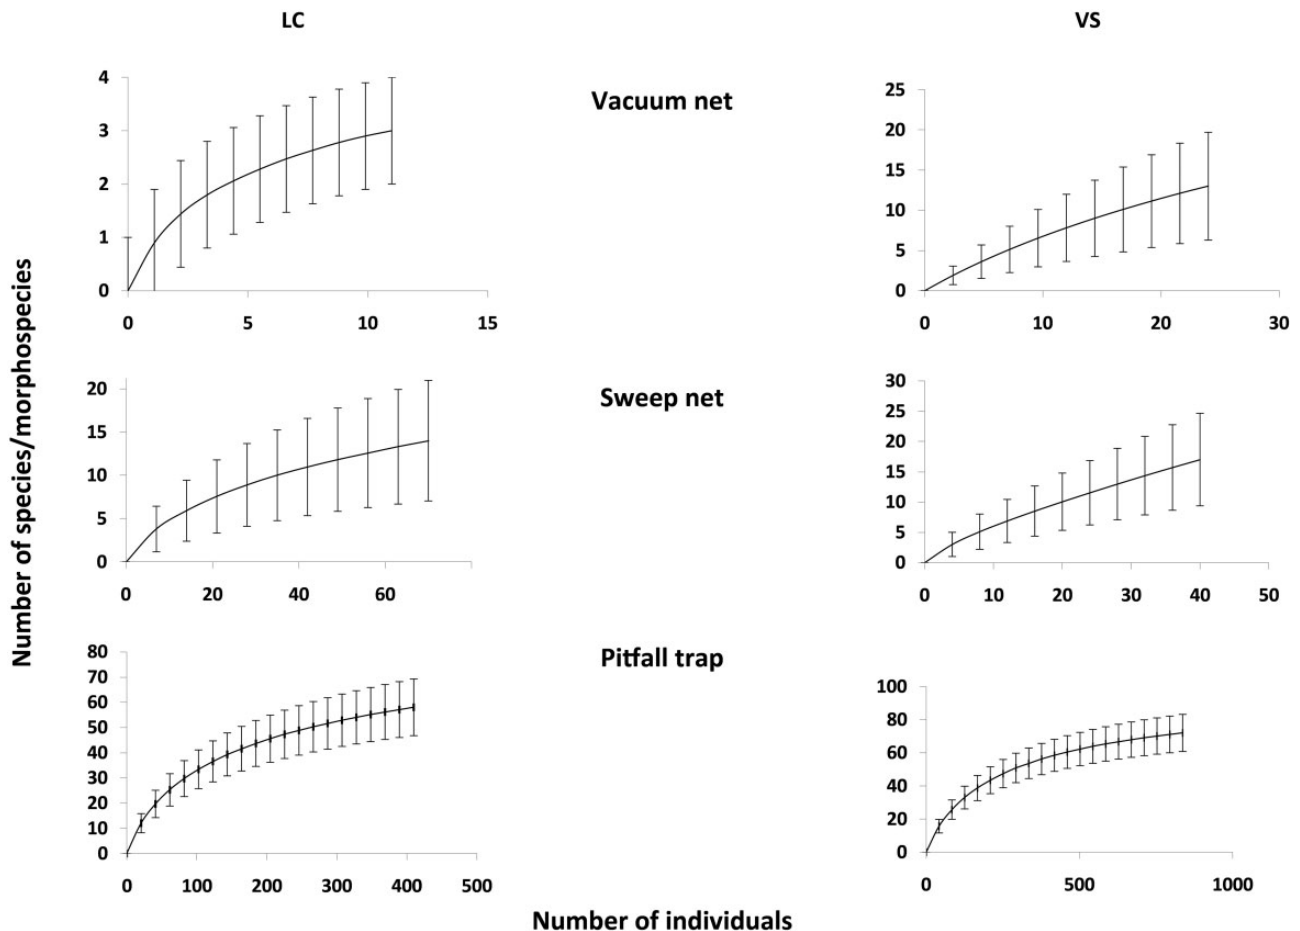 LC
VS
Vacuum net
4
3
2
1
0
0 5 10 15
25
20
15
10
5
0
0 10 20 30
Number of species/morphospecies
Sweep net
20
15
10
5
0
0 20 40 60
30
25
20
15
10
5
0
0 10 20 30 40 50
Pitfall trap
80
70
60
50
40
30
20
10
0
0 100 200 300 400 500
100
80
60
40
20
0
0 500 1000
Number of individuals